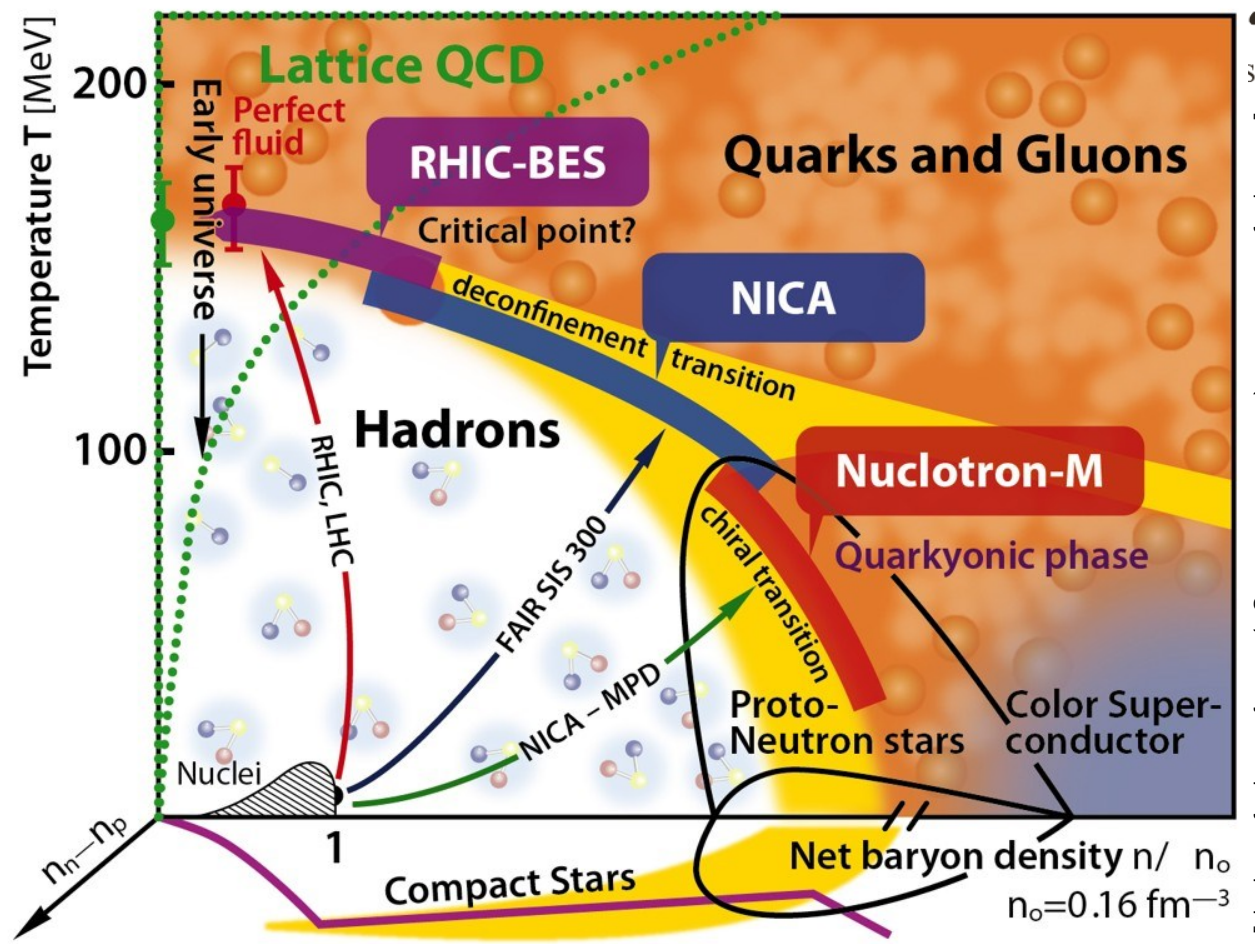 Temperature T [MeV]
200
100
Lattice QCD
Early universe
Perfect
fluid
RHIC-BES
Critical point?
Quarks and Gluons
NICA
deconfinement transition
Hadrons
RHIC, LHC
Nuclotron-M
Quarkyonic phase
FAIR SIS 300
chiral transition
NICA – MPD
Proto-
Neutron stars
Color Super-
conductor
Nuclei
nn—np
1
Net baryon density n/ no
no=0.16 fm—3
Compact Stars